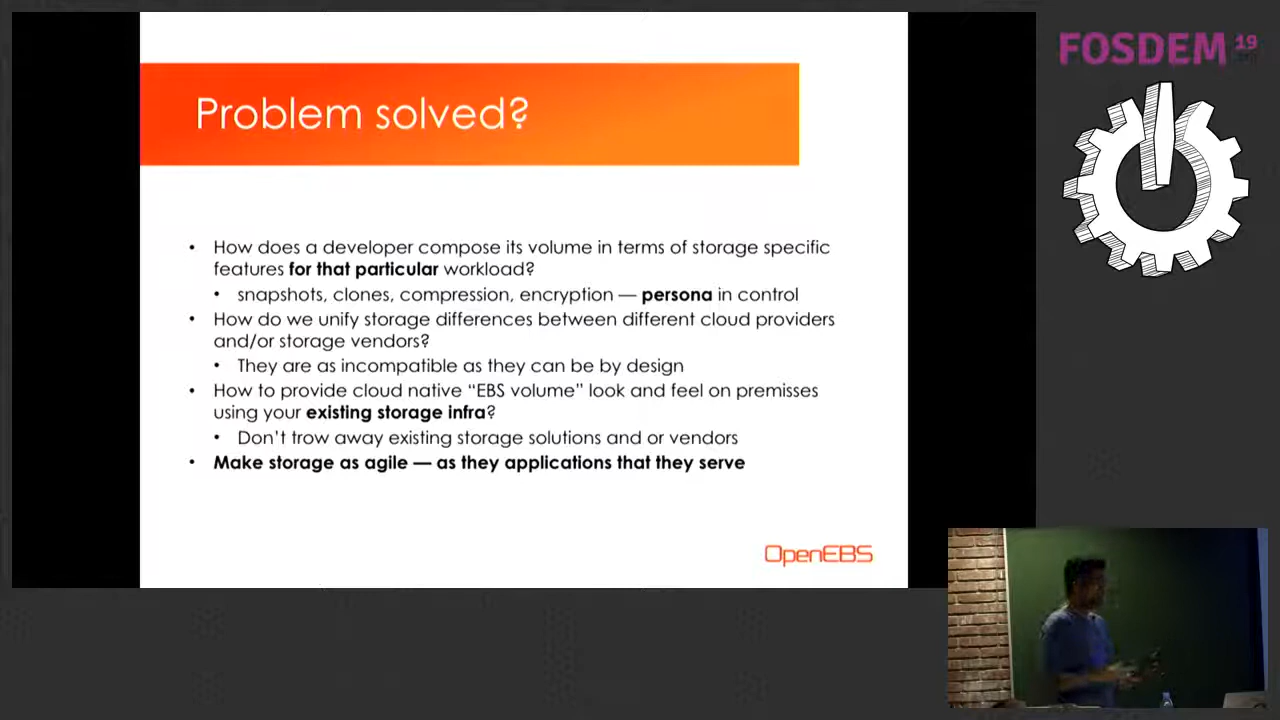 Problem solved?
• How does a developer compose its volume in terms of storage specific
features for that particular workload?
• snapshots, clones, compression, encryption — persona in control
• How do we unify storage differences between different cloud providers
and/or storage vendors?
• They are as incompatible as they can be by design
• How to provide cloud native “EBS volume” look and feel on premisses
using your existing storage infra?
• Don’t trow away existing storage solutions and or vendors
• Make storage as agile — as they applications that they serve
OpenEBS
FOSDEM 19